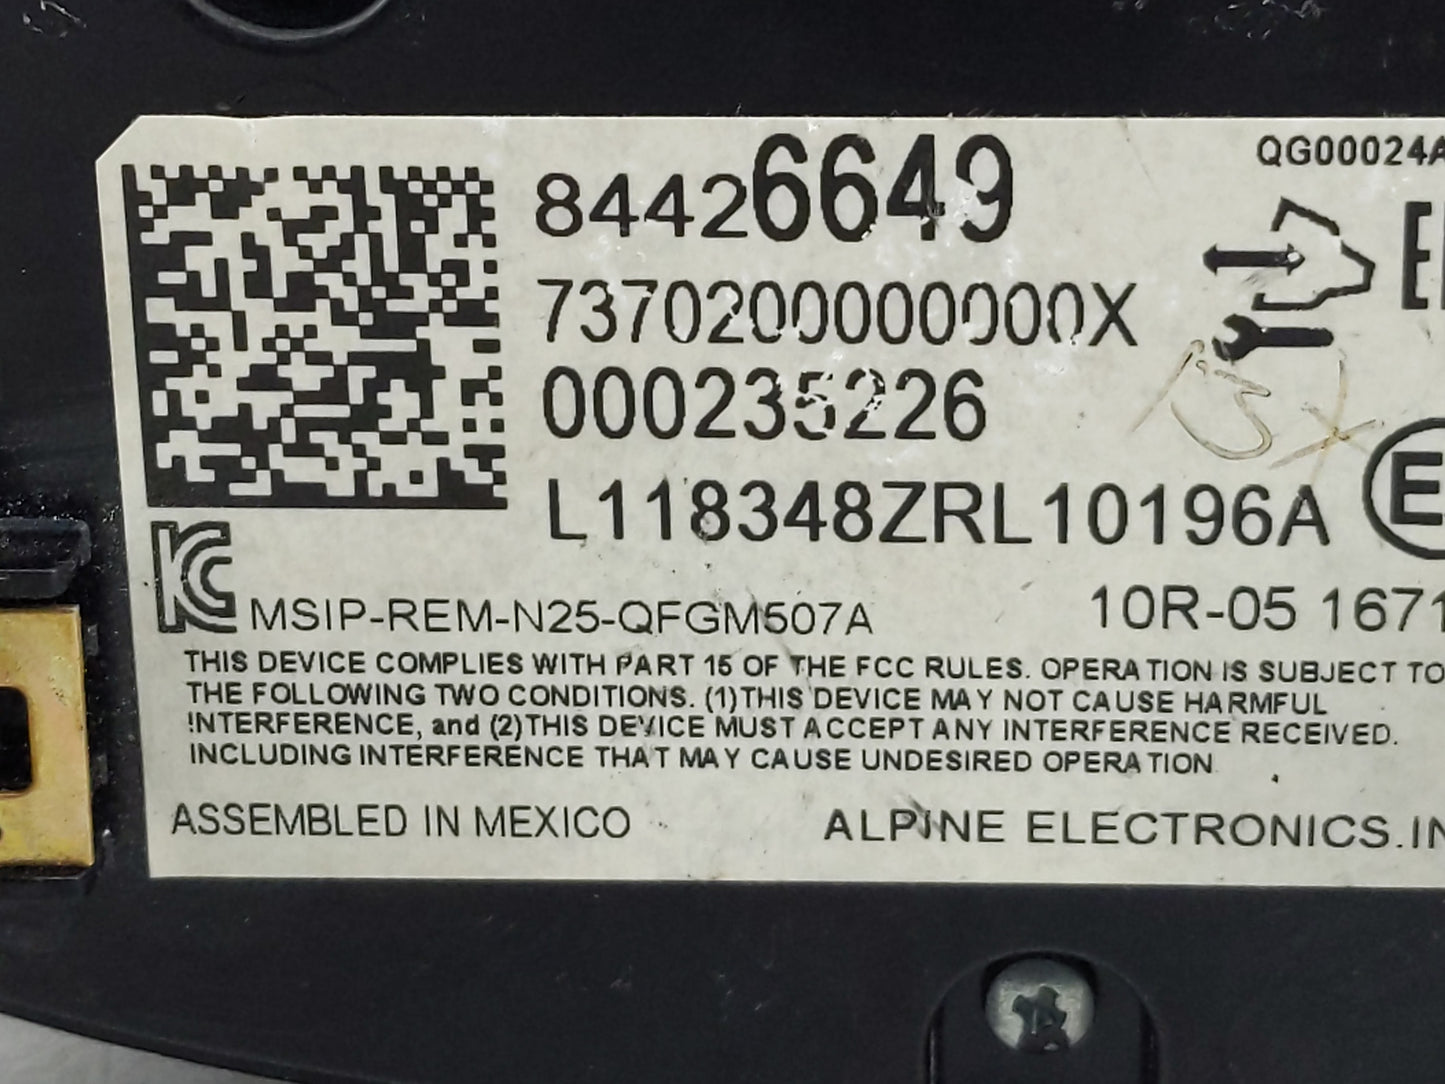 84426649
QG00024A
7370200000000X
000235226
L118348ZRL10196A
E
KC MSIP-REM-N25-QFGM507A
10R-05 1671
THIS DEVICE COMPLIES WITH PART 15 OF THE FCC RULES. OPERATION IS SUBJECT TO
THE FOLLOWING TWO CONDITIONS. (1)THIS DEVICE MAY NOT CAUSE HARMFUL
INTERFERENCE, and (2)THIS DEVICE MUST ACCEPT ANY INTERFERENCE RECEIVED.
INCLUDING INTERFERENCE THAT MAY CAUSE UNDESIRED OPERATION
ASSEMBLED IN MEXICO
ALPINE ELECTRONICS.IN